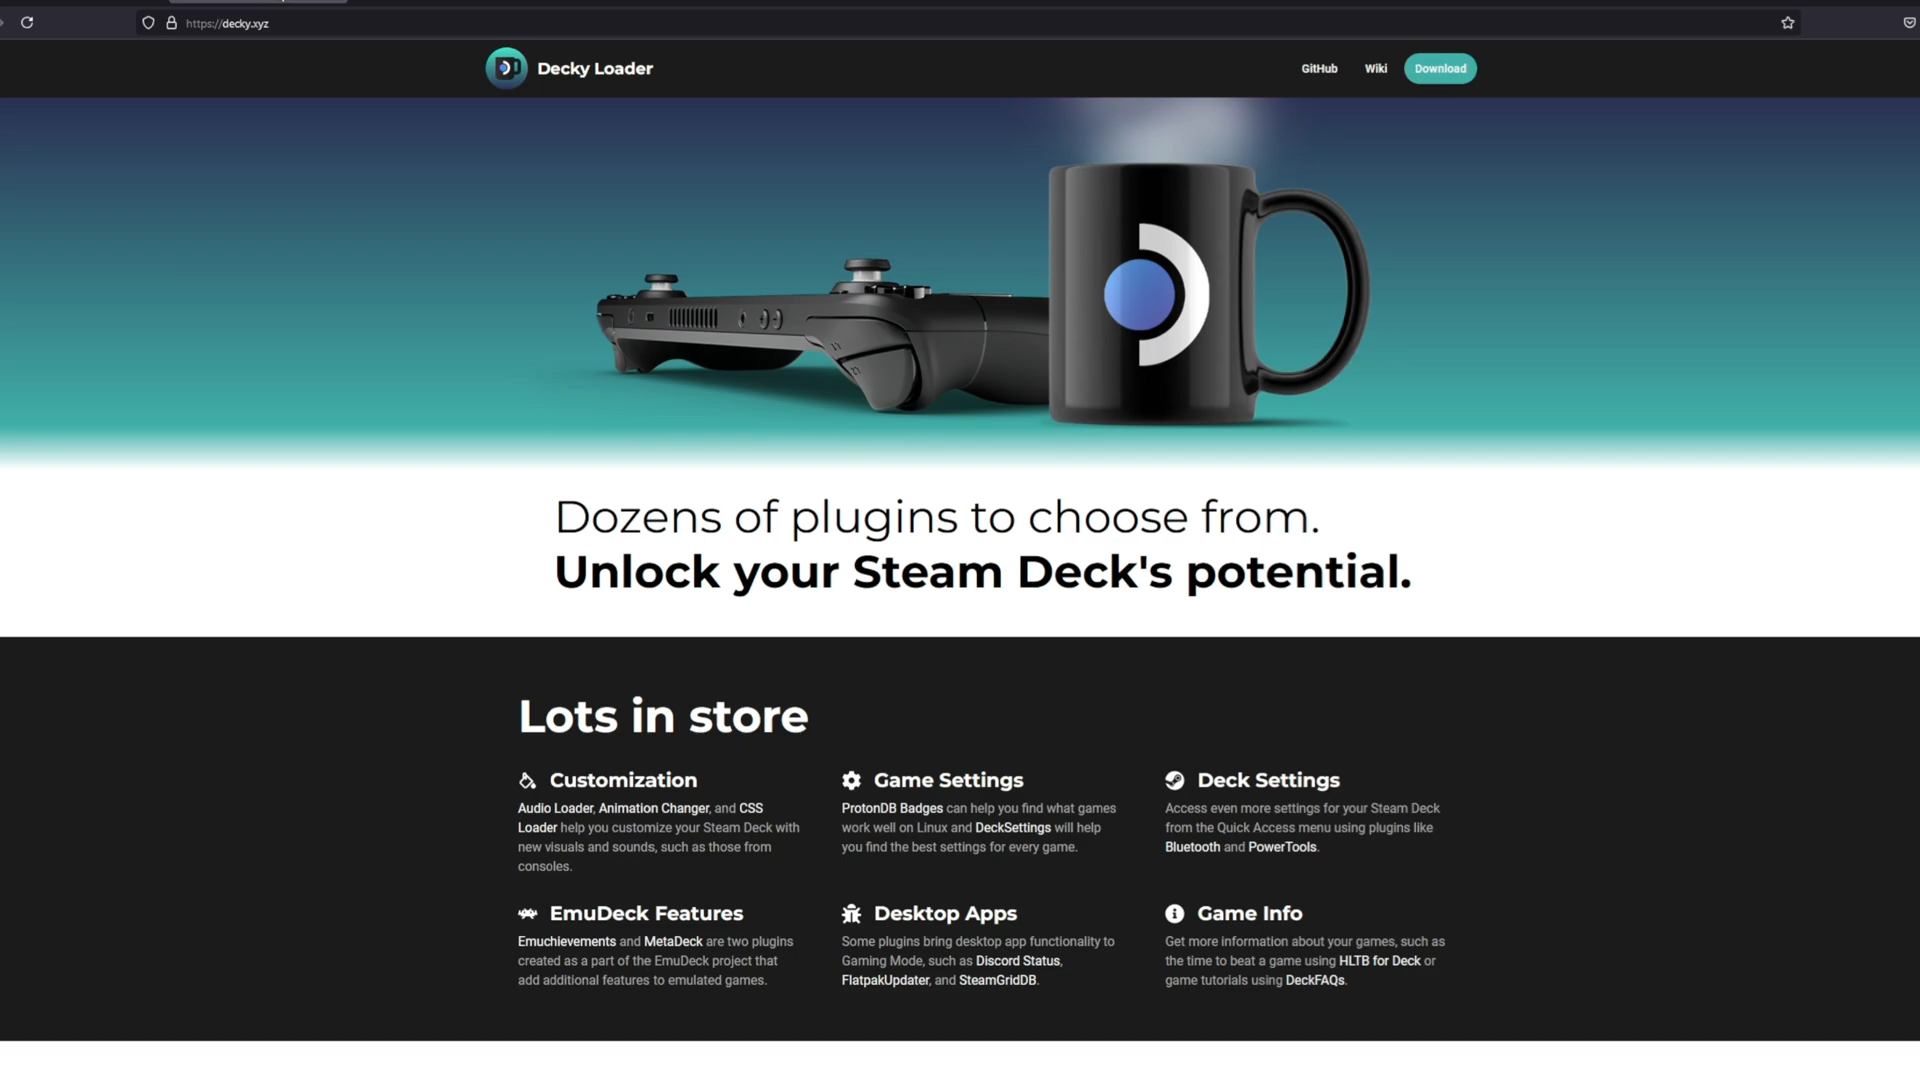 https://decky.xyz
Decky Loader
GitHub
Wiki
Download
Dozens of plugins to choose from.
Unlock your Steam Deck's potential.
Lots in store
Customization
Audio Loader, Animation Changer, and CSS
Loader help you customize your Steam Deck with
new visuals and sounds, such as those from
consoles.
Game Settings
ProtonDB Badges can help you find what games
work well on Linux and DeckSettings will help
you find the best settings for every game.
Deck Settings
Access even more settings for your Steam Deck
from the Quick Access menu using plugins like
Bluetooth and PowerTools.
EmuDeck Features
Emuchievements and MetaDeck are two plugins
created as a part of the EmuDeck project that
add additional features to emulated games.
Desktop Apps
Some plugins bring desktop app functionality to
Gaming Mode, such as Discord Status,
FlatpakUpdater, and SteamGridDB.
Game Info
Get more information about your games, such as
the time to beat a game using HLTB for Deck or
game tutorials using DeckFAQs.